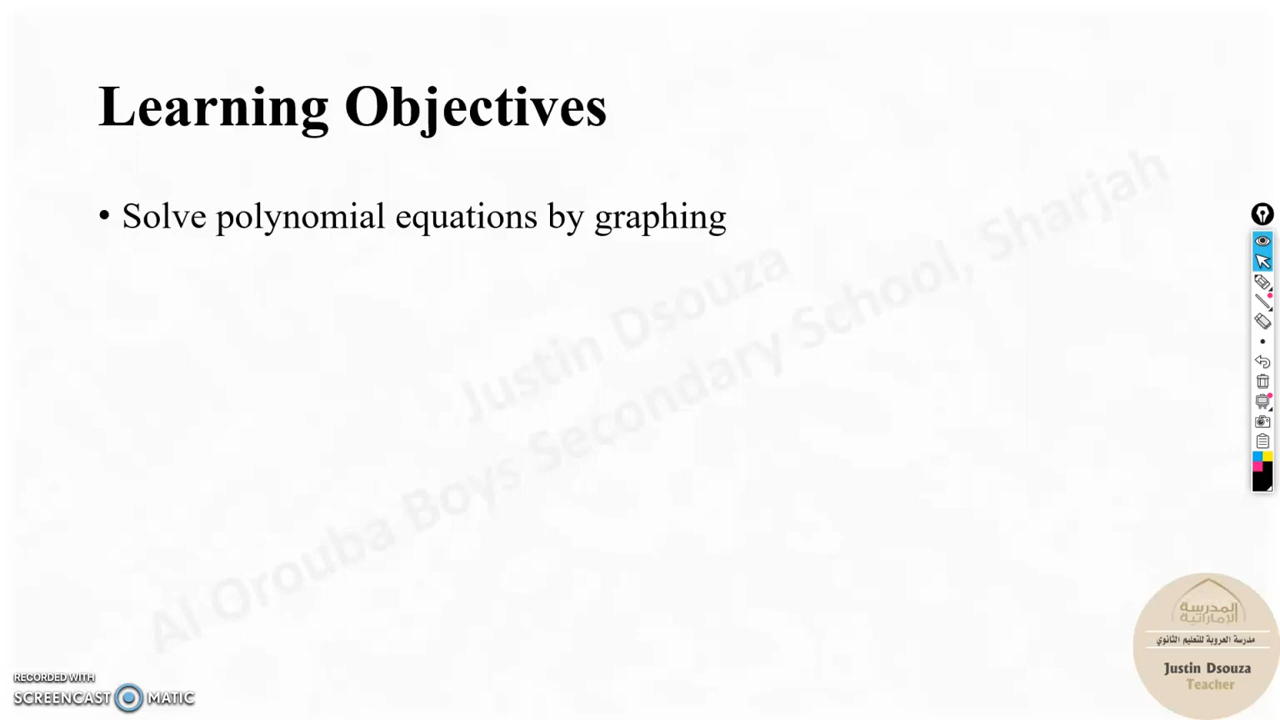 Learning Objectives
• Solve polynomial equations by graphing
Justin Dsouza
Al Orouba Boys Secondary School, Sharjah
المدرسة
الإماراتية
مدرسة العروبة للتعليم الثانوي
Justin Dsouza
Teacher
RECORDED WITH
SCREENCAST MATIC